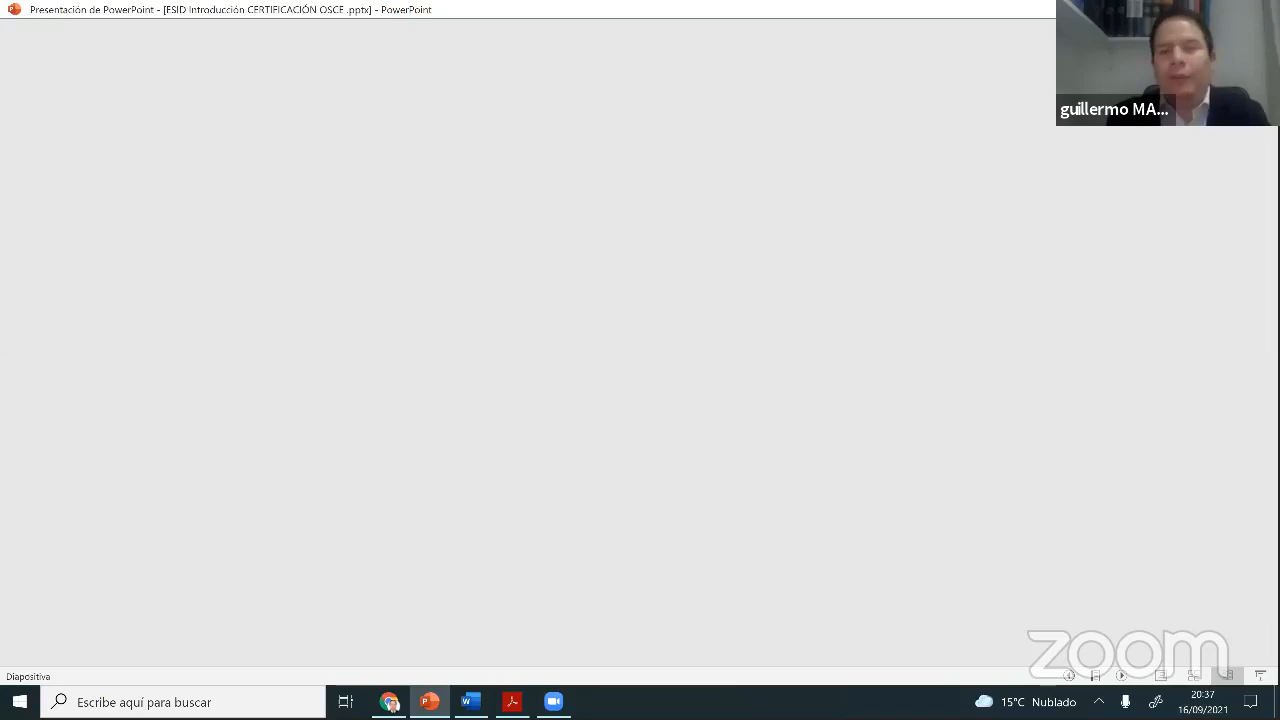 Presentación de PowerPoint - [ESID Introducción CERTIFICACIÓN OSCE .pptx] - PowerPoint
guillermo MA...
zoom
Diapositiva
Escribe aquí para buscar
15°C Nublado
20:37
16/09/2021